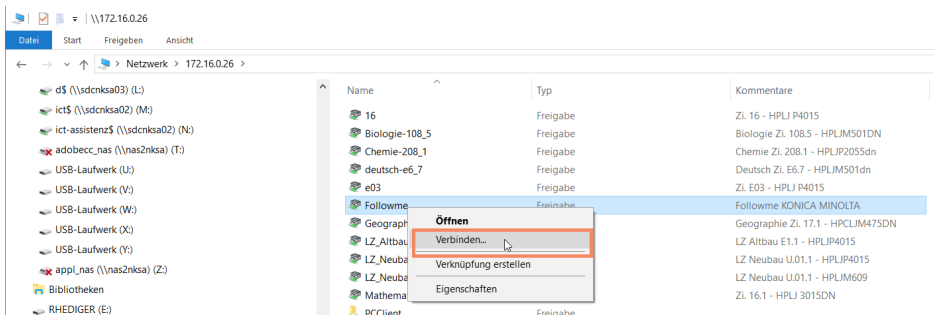 \\172.16.0.26
Datei Start Freigeben Ansicht
Netzwerk > 172.16.0.26 >
d$ (\\sdcnksa03) (L:)
ict$ (\\sdcnksa02) (M:)
ict-assistenz$ (\\sdcnksa02) (N:)
adobecc_nas (\\nas2nksa) (T:)
USB-Laufwerk (U:)
USB-Laufwerk (V:)
USB-Laufwerk (W:)
USB-Laufwerk (X:)
USB-Laufwerk (Y:)
appl_nas (\\nas2nksa) (Z:)
Bibliotheken
RHEDIGER (E:)
Name Typ Kommentare
16 Freigabe Zi. 16 - HPLJ P4015
Biologie-108_5 Freigabe Biologie Zi. 108.5 - HPLJM501DN
Chemie-208_1 Freigabe Chemie Zi. 208.1 - HPLJP2055dn
deutsch-e6_7 Freigabe Deutsch Zi. E6.7 - HPLJM501dn
e03 Freigabe Zi. E03 - HPLJ P4015
Followme Freigabe Followme KONICA MINOLTA
Geograph Geographie Zi. 17.1 - HPCLJM475DN
LZ_Altbau LZ Altbau E1.1 - HPLJP4015
LZ_Neuba LZ Neubau U.01.1 - HPLJP4015
LZ_Neuba LZ Neubau U.01.1 - HPLJM609
Mathema Zi. 16.1 - HPLJ 3015DN
PCClient Freigabe
Öffnen
Verbinden...
Verknüpfung erstellen
Eigenschaften